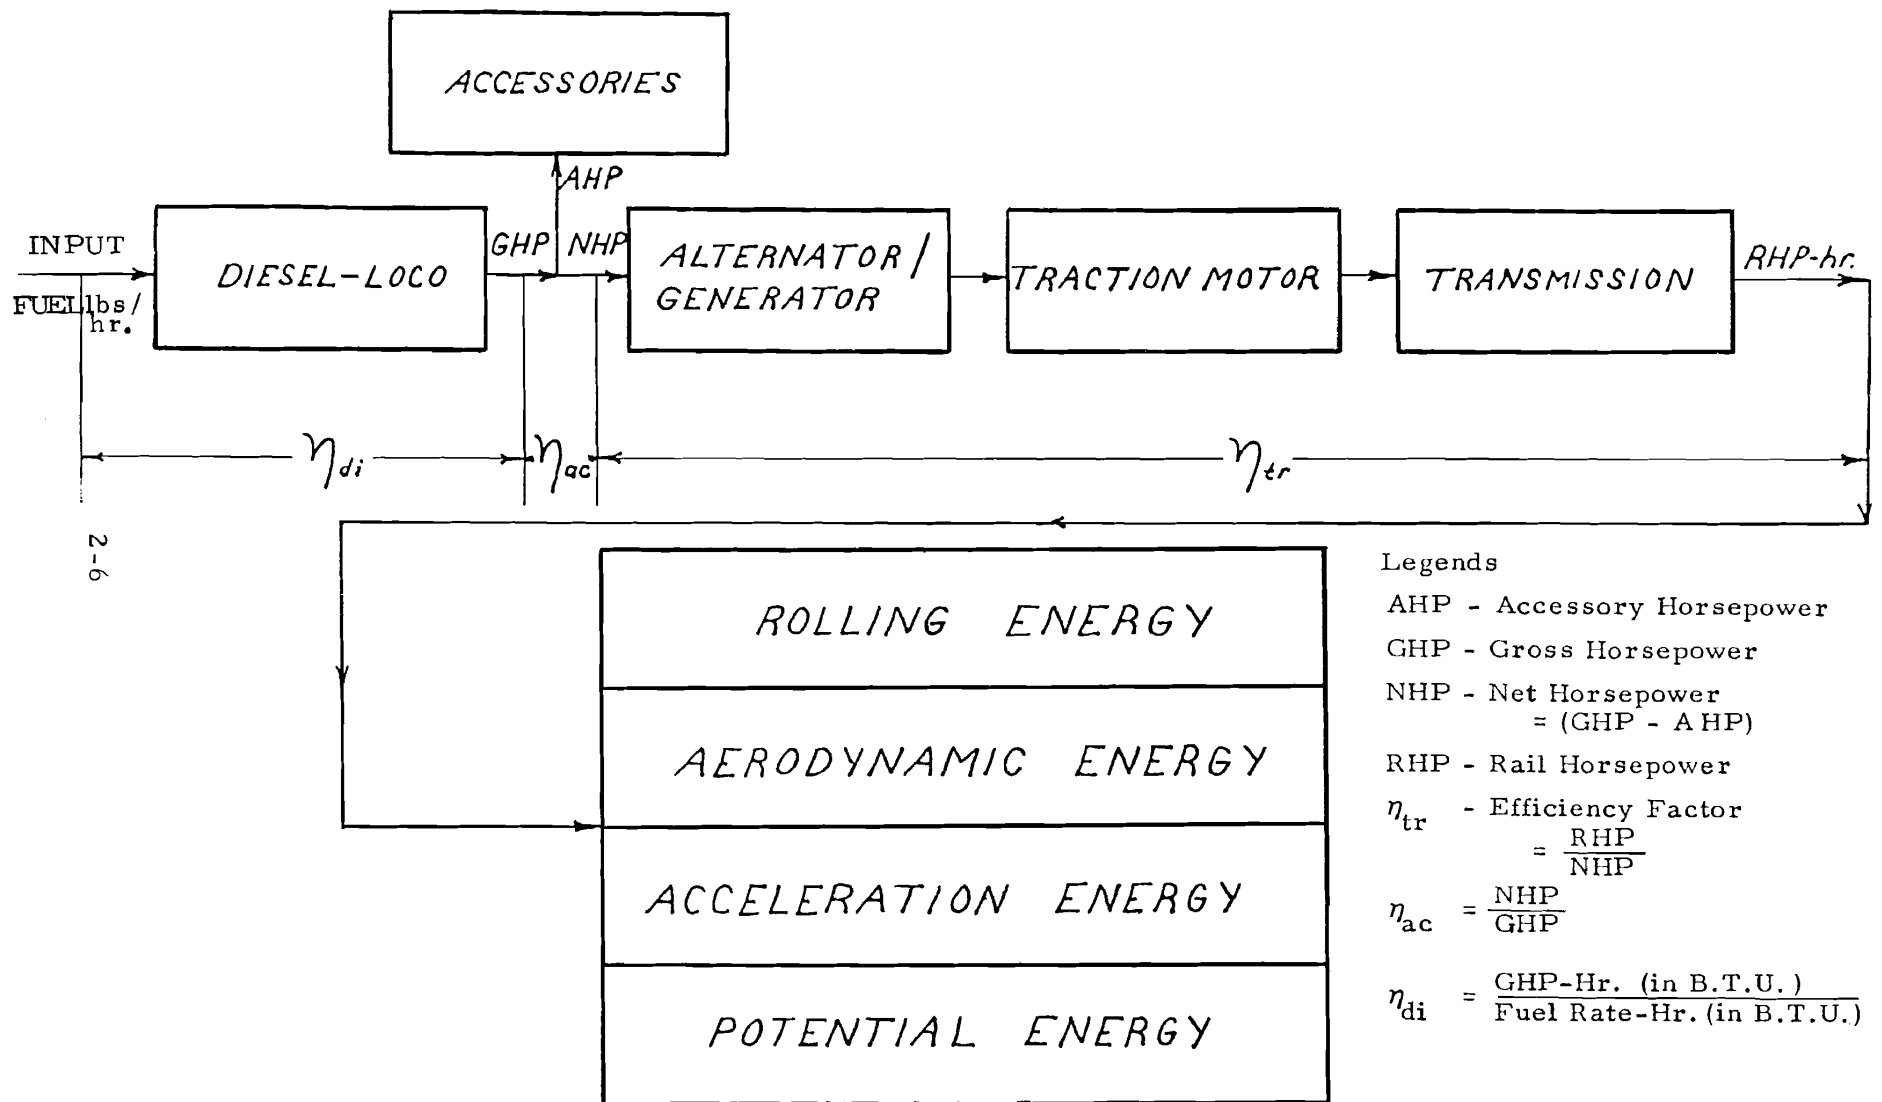 ACCESSORIES
AHP
INPUT
FUEL lbs/
hr.
DIESEL-LOCO
GHP
NHP
ALTERNATOR/
GENERATOR
TRACTION MOTOR
TRANSMISSION
RHP-hr.
η di
η ac
η tr
2-6
ROLLING ENERGY
AERODYNAMIC ENERGY
ACCELERATION ENERGY
POTENTIAL ENERGY
Legends
AHP - Accessory Horsepower
GHP - Gross Horsepower
NHP - Net Horsepower
= (GHP - AHP)
RHP - Rail Horsepower
η tr - Efficiency Factor
= RHP
NHP
η ac = NHP
GHP
η di = GHP-Hr. (in B.T.U.)
Fuel Rate-Hr. (in B.T.U.)